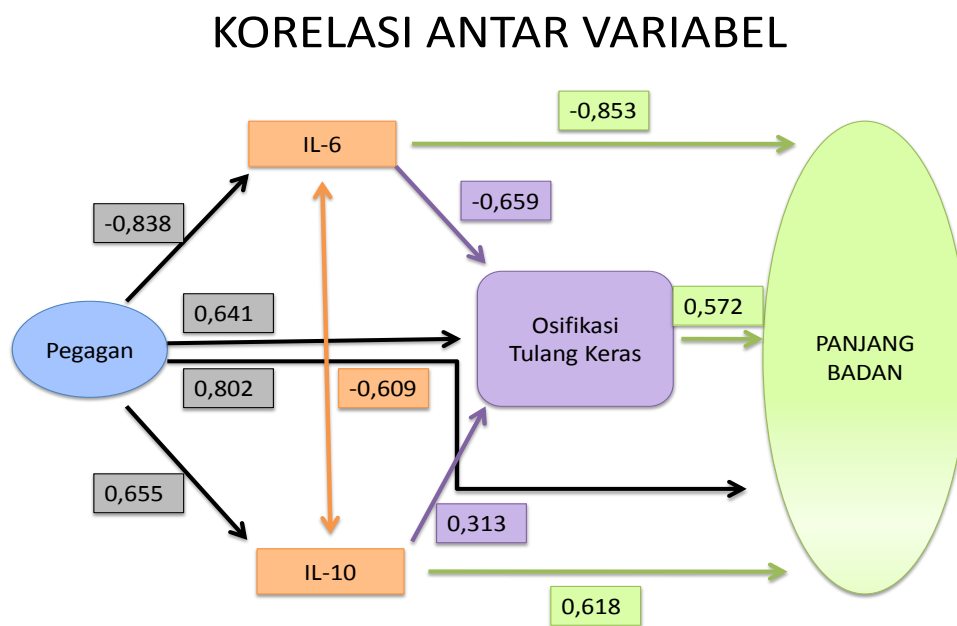 KORELASI ANTAR VARIABEL
-0,853
IL-6
-0,659
-0,838
0,641
0,572
Pegagan
Osifikasi
Tulang Keras
PANJANG
BADAN
0,802
-0,609
0,655
0,313
IL-10
0,618